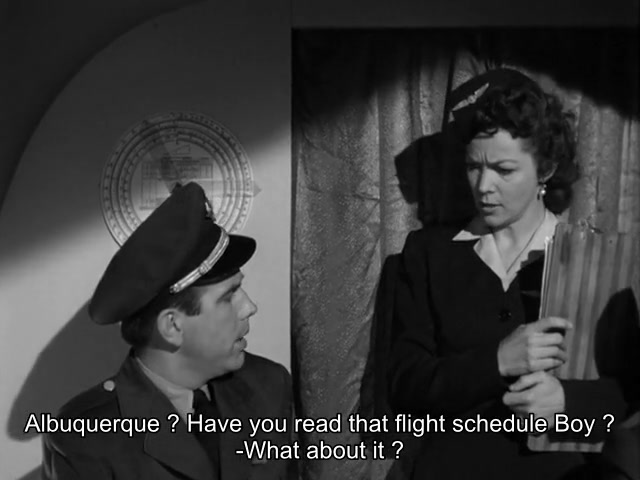 Albuquerque ? Have you read that flight schedule Boy ?
-What about it ?